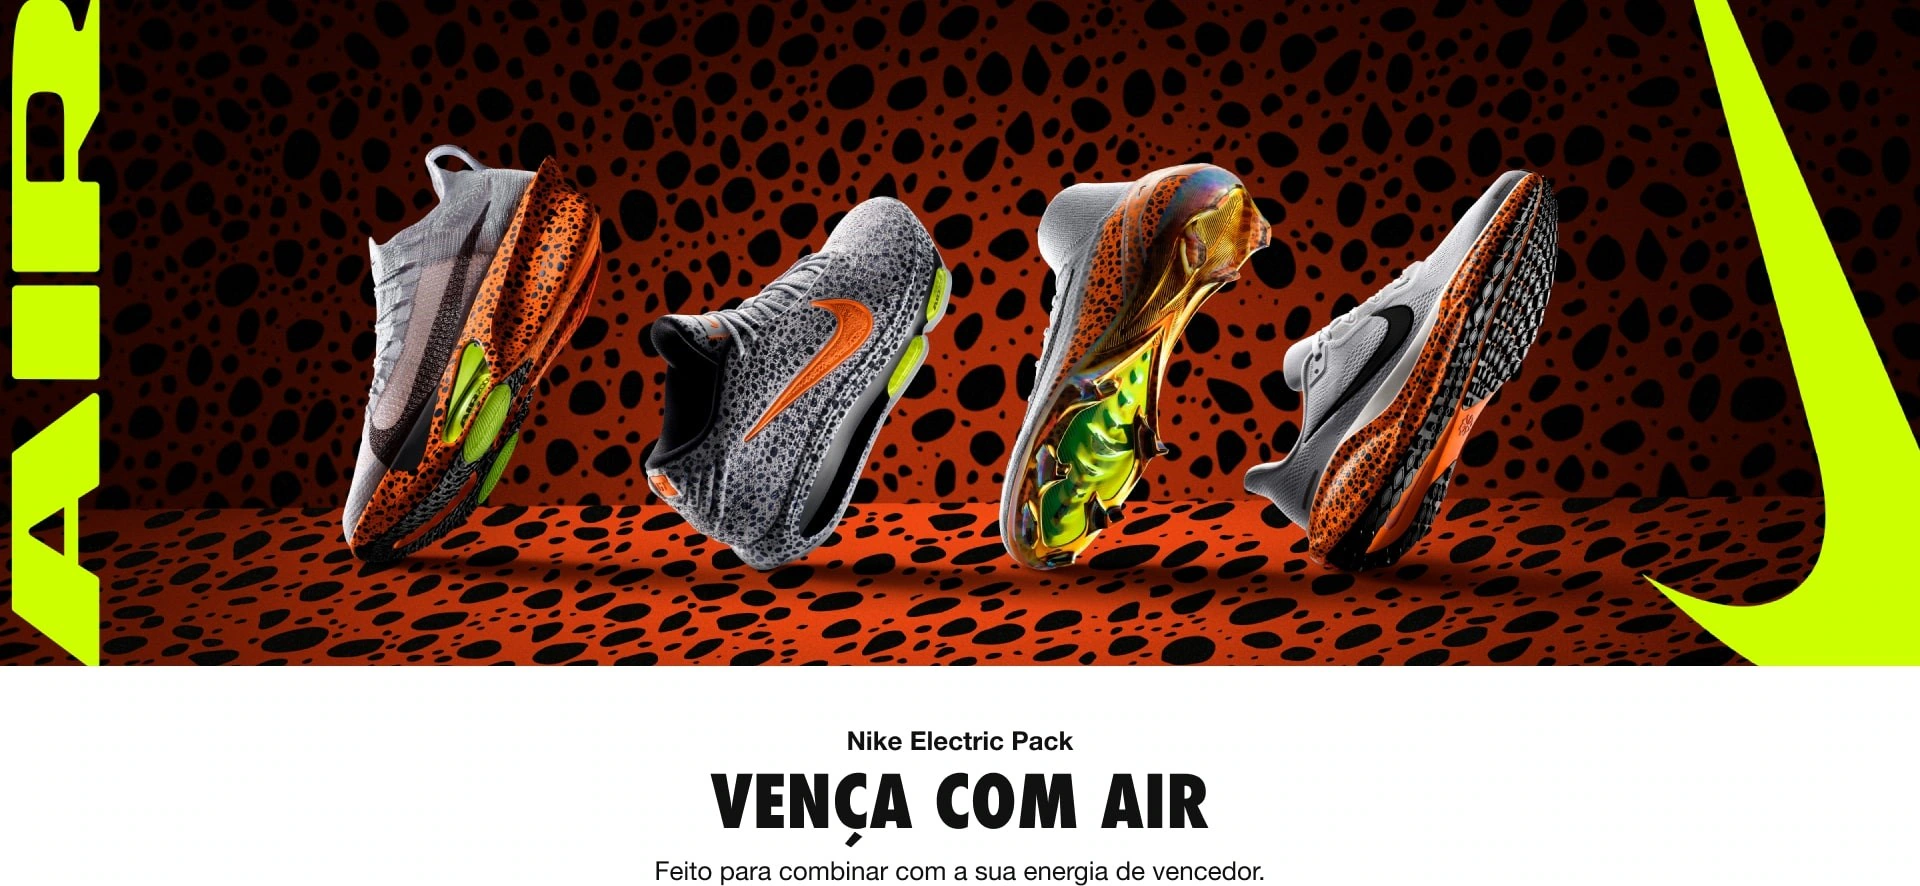 AIR
Nike Electric Pack
VENÇA COM AIR
Feito para combinar com a sua energia de vencedor.